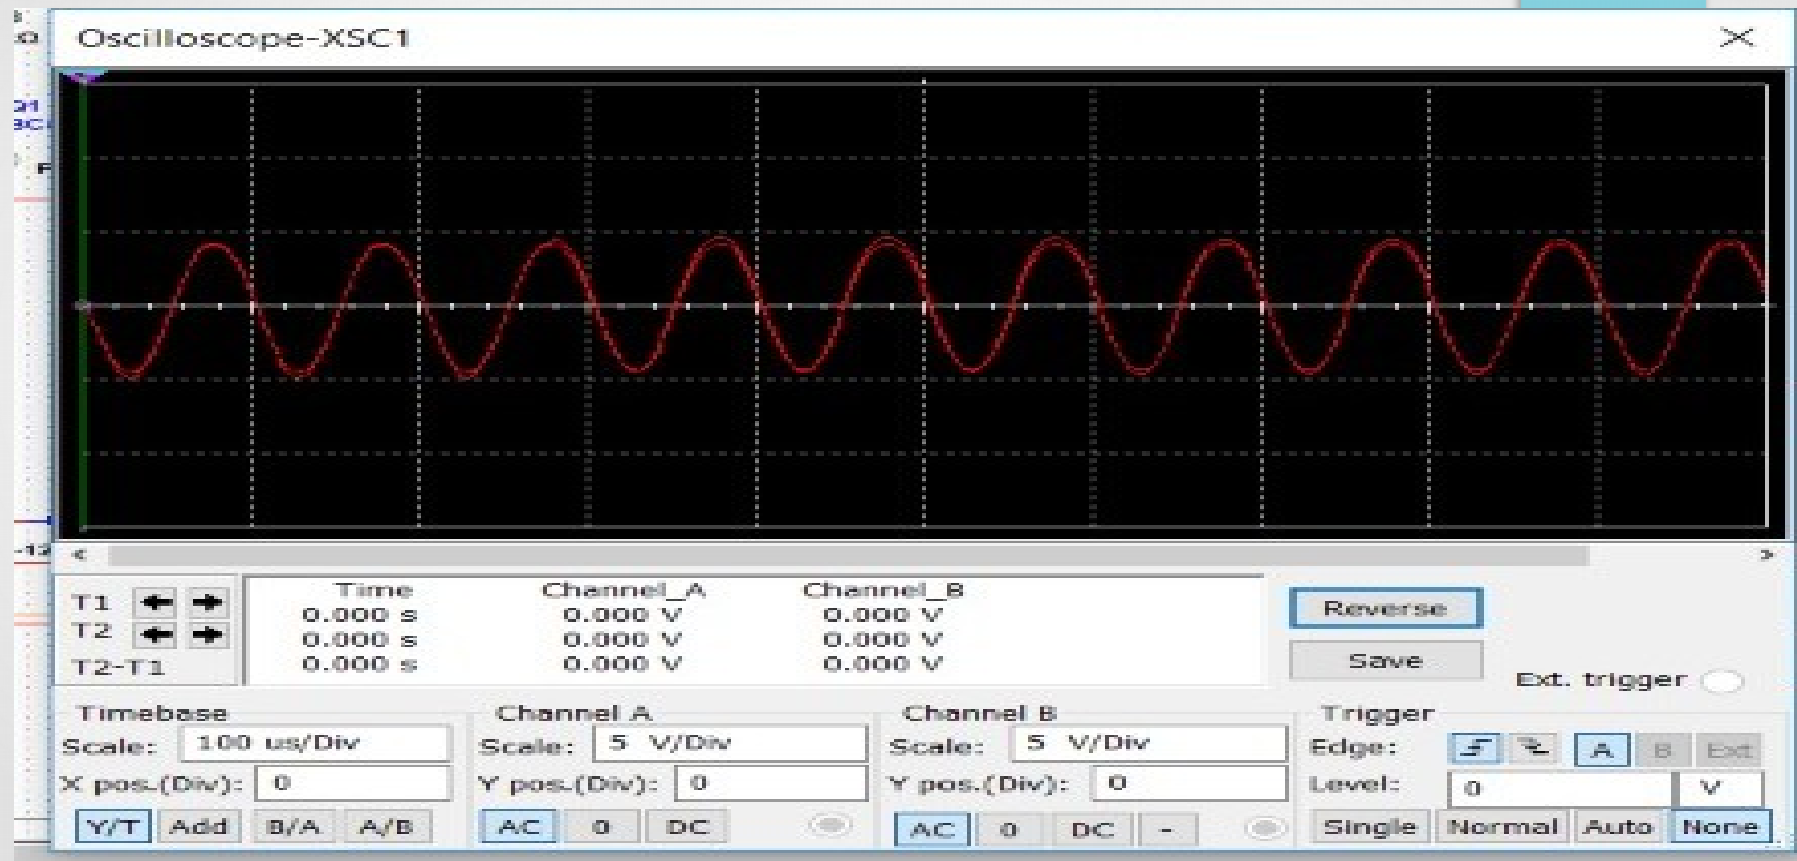 Oscilloscope-XSC1
Time Channel_A Channel_B
T1 0.000 s 0.000 V 0.000 V
T2 0.000 s 0.000 V 0.000 V
T2-T1 0.000 s 0.000 V 0.000 V
Reverse
Save
Ext. trigger
Timebase
Scale: 100 us/Div
X pos.(Div): 0
Y/T Add B/A A/B
Channel A
Scale: 5 V/Div
Y pos.(Div): 0
AC 0 DC
Channel B
Scale: 5 V/Div
Y pos.(Div): 0
AC 0 DC -
Trigger
Edge: A B Ext
Level: 0 V
Single Normal Auto None